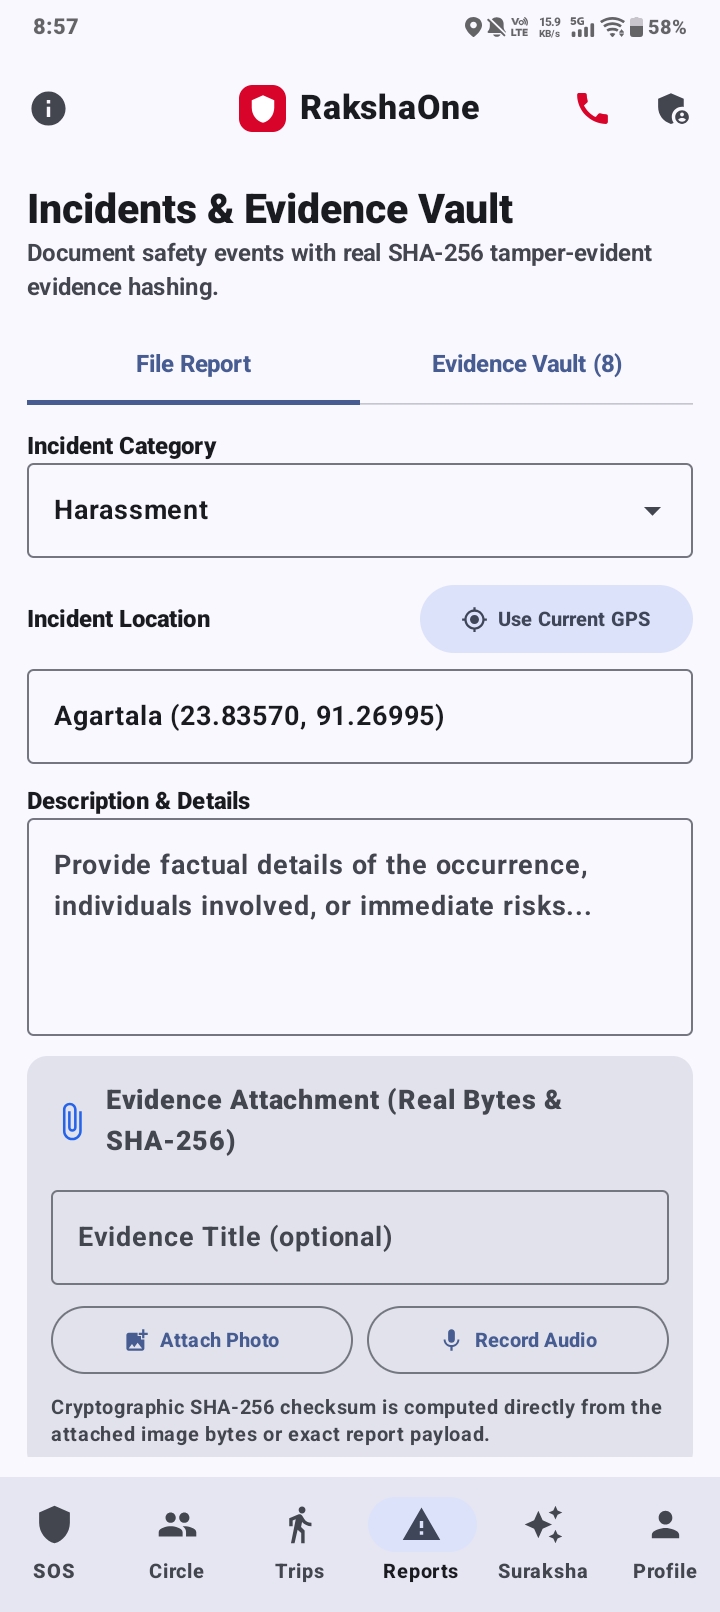 8:57
Vo) LTE
15.9 KB/s
5G
58%
RakshaOne
Incidents & Evidence Vault
Document safety events with real SHA-256 tamper-evident
evidence hashing.
File Report
Evidence Vault (8)
Incident Category
Harassment
Incident Location
Use Current GPS
Agartala (23.83570, 91.26995)
Description & Details
Provide factual details of the occurrence,
individuals involved, or immediate risks...
Evidence Attachment (Real Bytes &
SHA-256)
Evidence Title (optional)
Attach Photo
Record Audio
Cryptographic SHA-256 checksum is computed directly from the
attached image bytes or exact report payload.
SOS
Circle
Trips
Reports
Suraksha
Profile